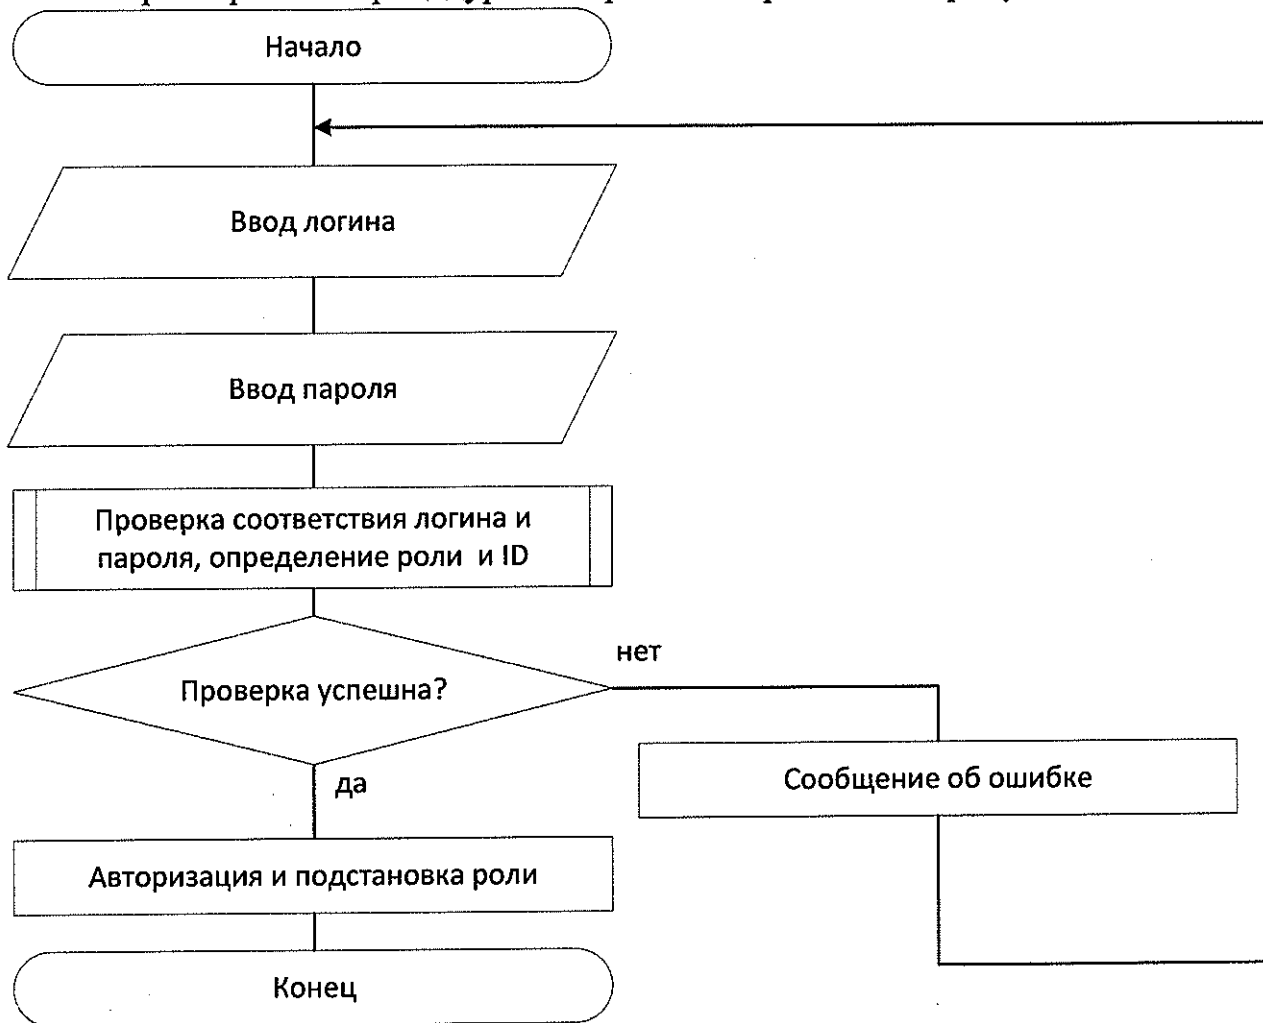 Начало
Ввод логина
Ввод пароля
Проверка соответствия логина и
пароля, определение роли и ID
Проверка успешна?
нет
да
Сообщение об ошибке
Авторизация и подстановка роли
Конец